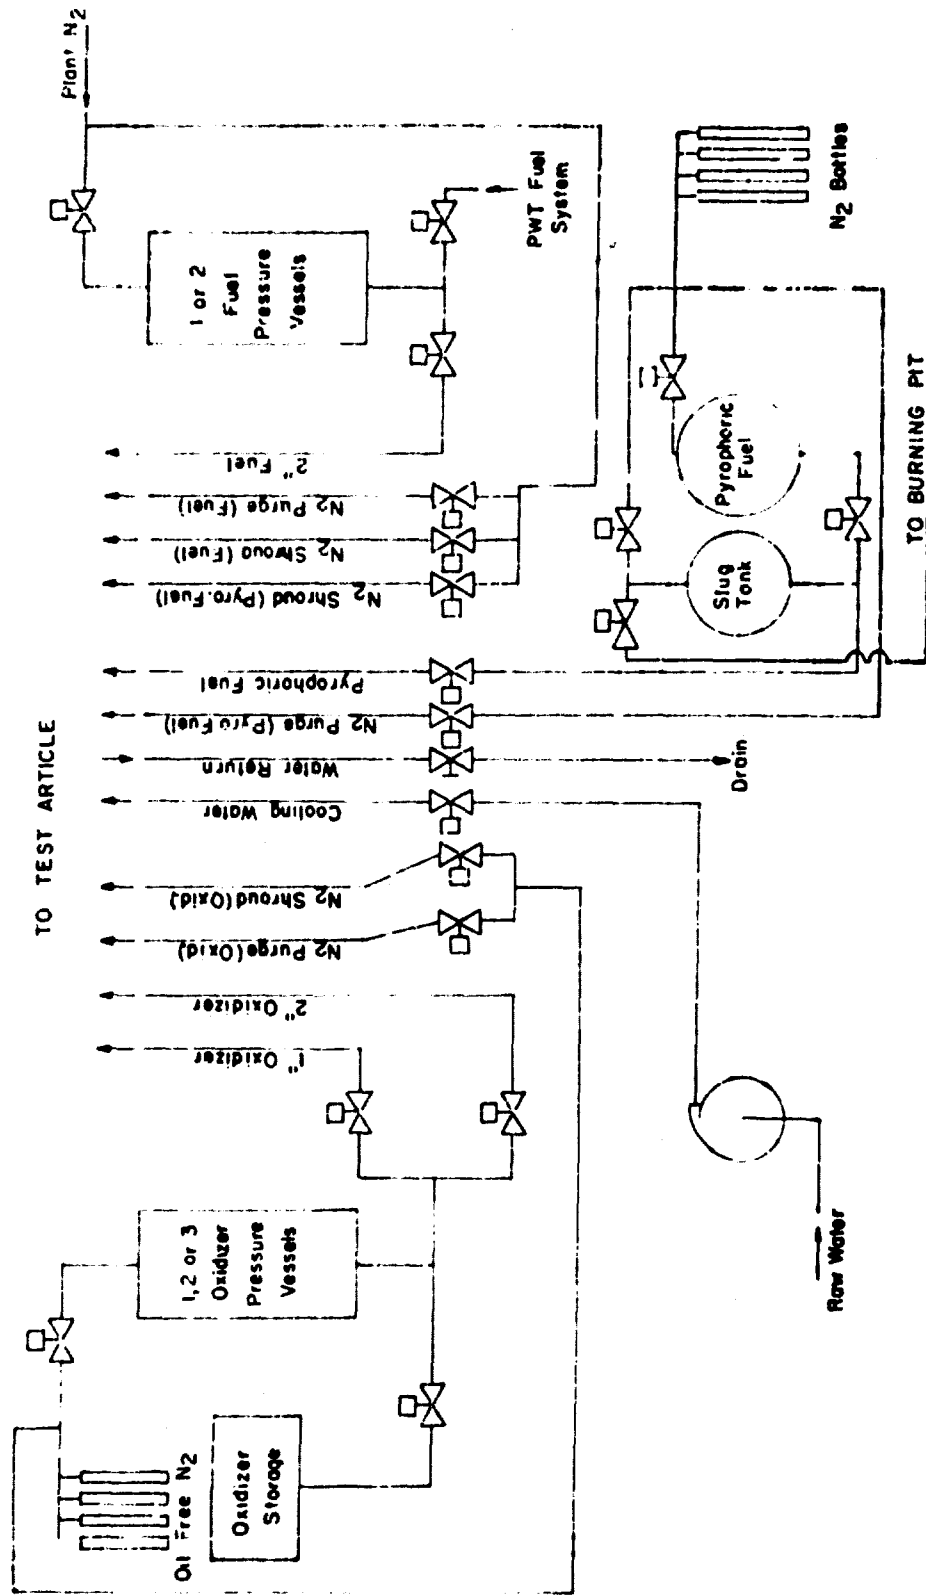 TO TEST ARTICLE
Oil Free N2
Oxidizer
Storage
1, 2 or 3
Oxidizer
Pressure
Vessels
1" Oxidizer
2" Oxidizer
N2 Purge (Oxid.)
N2 Shroud (Oxid.)
Cooling Water
Water Return
N2 Purge (Pyro. Fuel)
Pyrophoric Fuel
N2 Shroud (Pyro. Fuel)
N2 Shroud (Fuel)
N2 Purge (Fuel)
2" Fuel
1 or 2
Fuel
Pressure
Vessels
Plant N2
PWT Fuel
System
Raw Water
Drain
Slug
Tank
Pyrophoric
Fuel
N2 Bottles
TO BURNING PIT